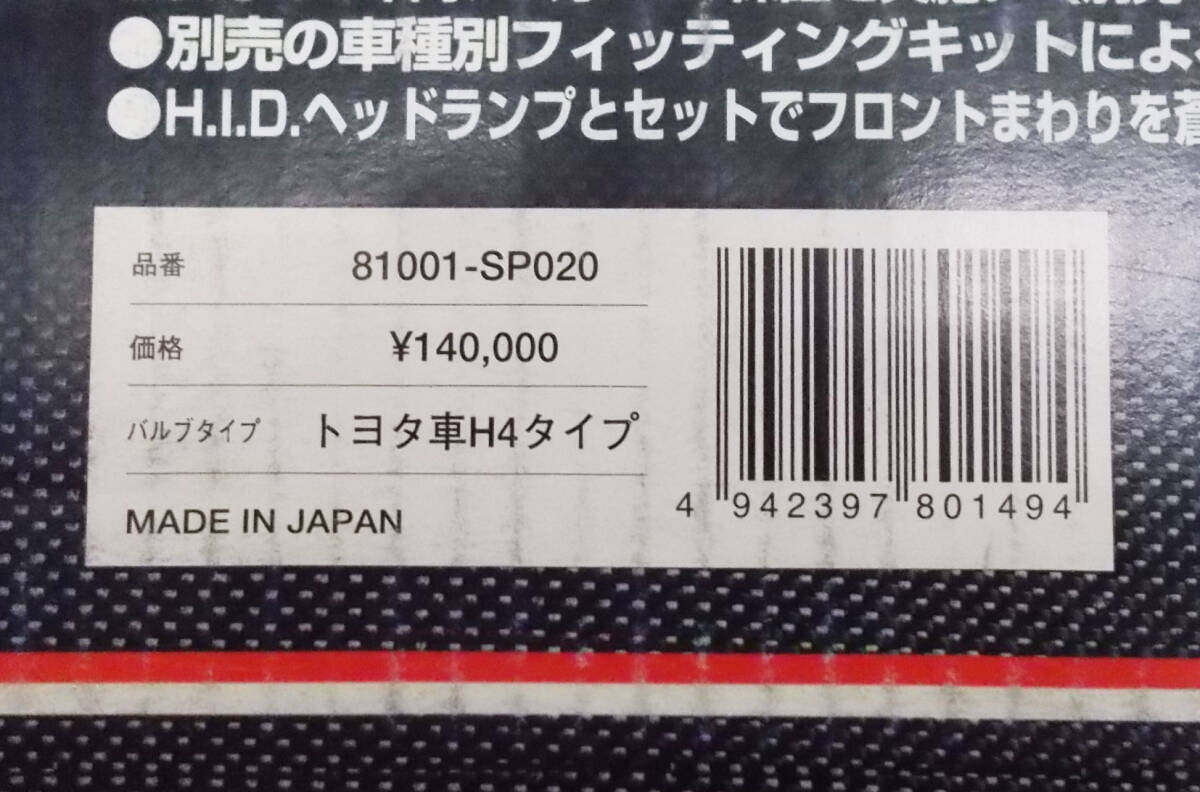 ●別売の車種別フィッティングキットによ
●H.I.D.ヘッドランプとセットでフロントまわりを蒼
品番 81001-SP020
価格 ¥140,000
バルブタイプ トヨタ車H4タイプ
MADE IN JAPAN
4 942397 801494